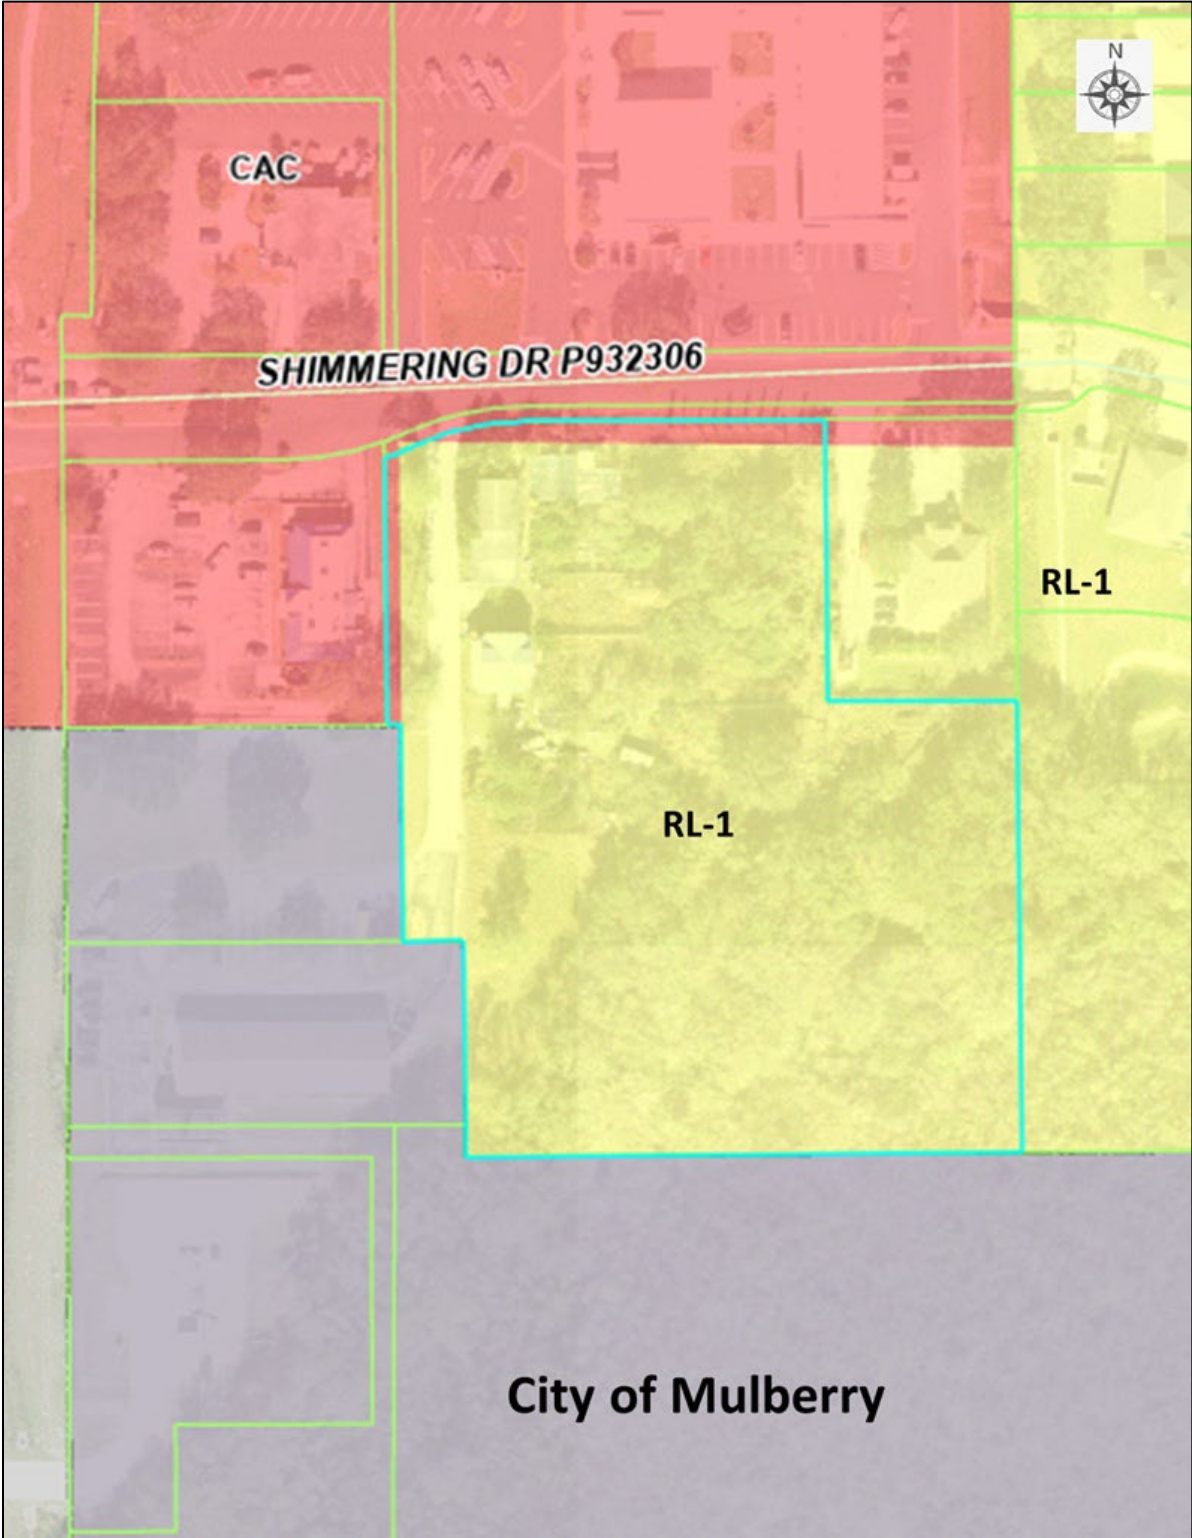 N
CAC
SHIMMERING DR P932306
RL-1
RL-1
City of Mulberry